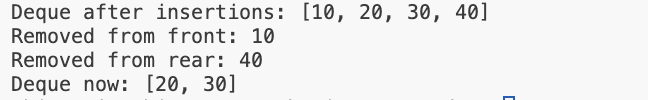 Deque after insertions: [10, 20, 30, 40]
Removed from front: 10
Removed from rear: 40
Deque now: [20, 30]